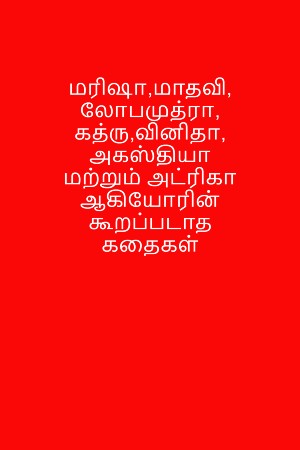 மரிஷா,மாதவி,
லோபமுத்ரா,
கத்ரு,வினிதா,
அகஸ்தியா
மற்றும் அட்ரிகா
ஆகியோரின்
கூறப்படாத
கதைகள்